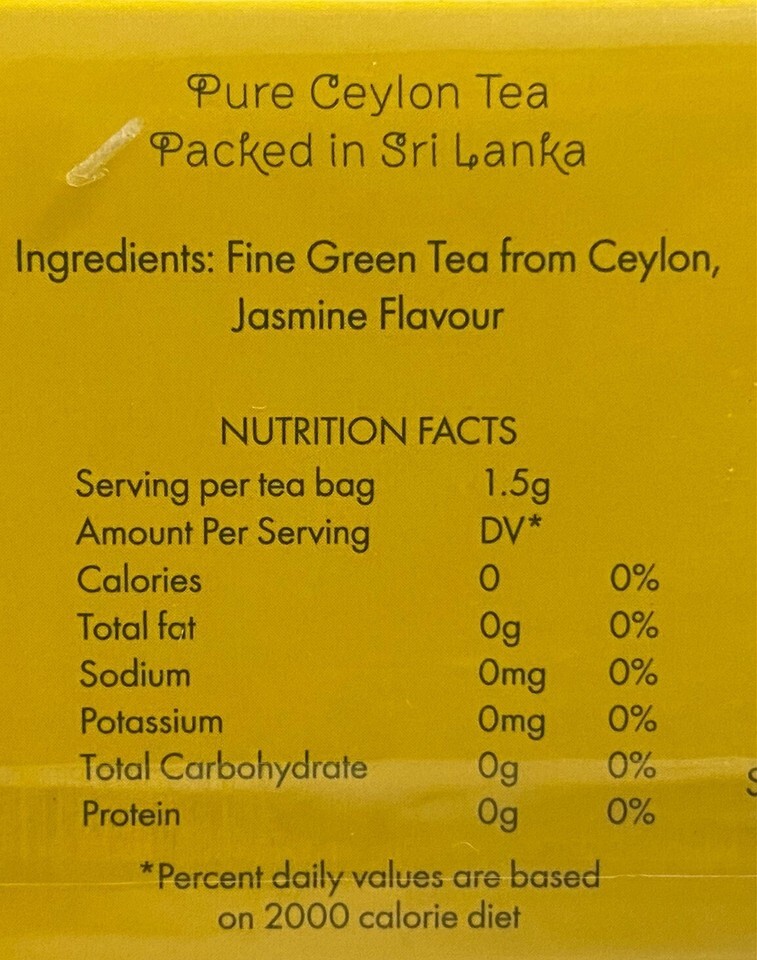 Pure Ceylon Tea
Packed in Sri Lanka
Ingredients: Fine Green Tea from Ceylon,
Jasmine Flavour
NUTRITION FACTS
Serving per tea bag 1.5g
Amount Per Serving DV*
Calories 0 0%
Total fat 0g 0%
Sodium 0mg 0%
Potassium 0mg 0%
Total Carbohydrate 0g 0%
Protein 0g 0%
*Percent daily values are based
on 2000 calorie diet